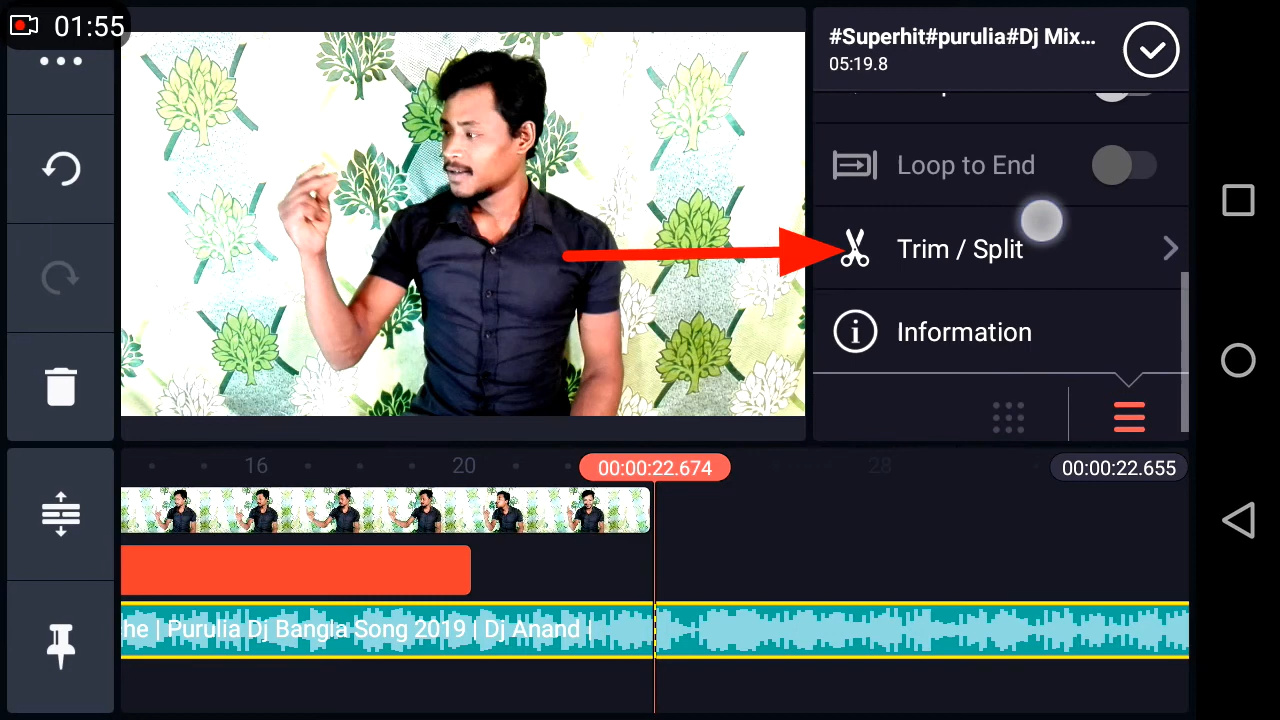 01:55
#Superhit#purulia#Dj Mix...
05:19.8
Loop to End
Trim / Split
Information
16
20
00:00:22.674
28
00:00:22.655
he | Purulia Dj Bangla Song 2019 | Dj Anand |